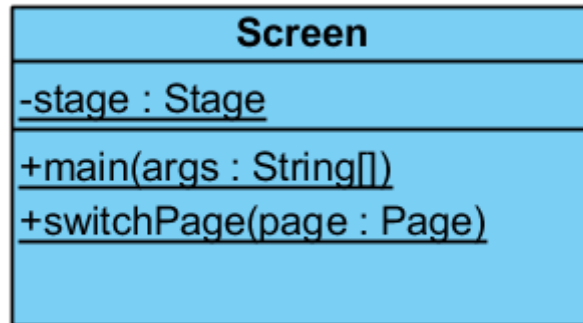 Screen
-stage : Stage
+main(args : String[])
+switchPage(page : Page)